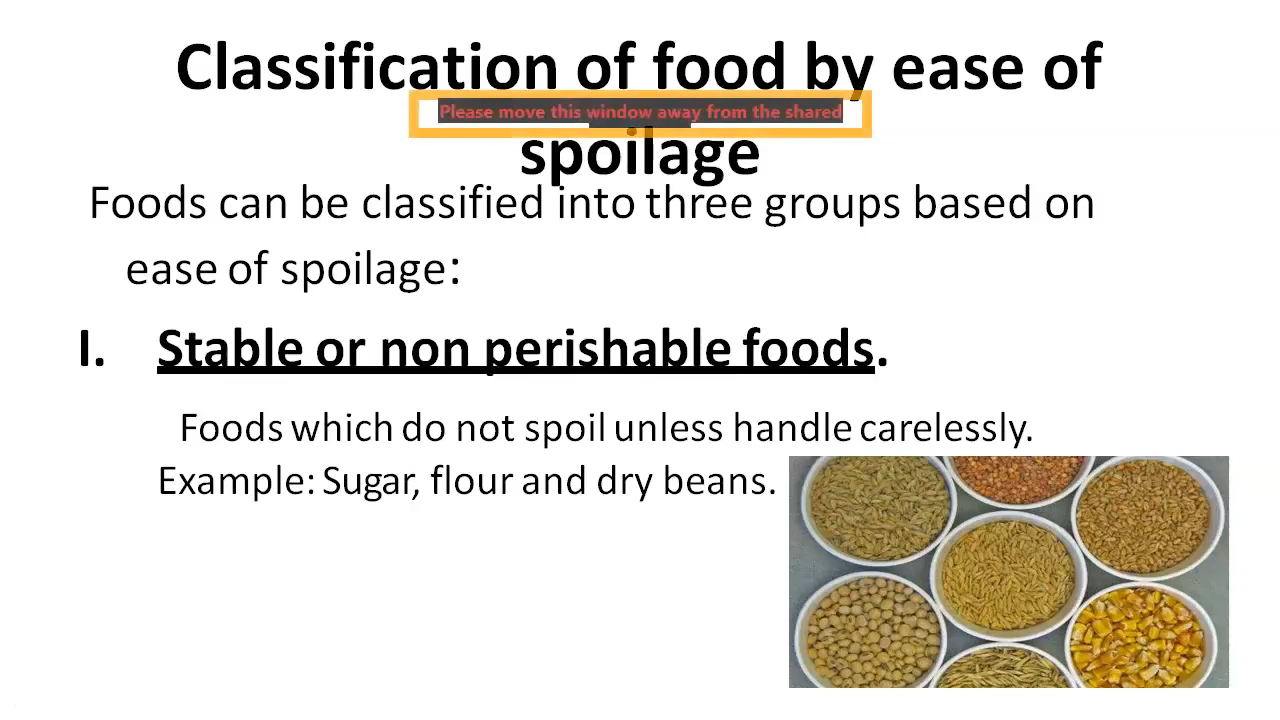 Classification of food by ease of
Please move this window away from the shared
spoilage
Foods can be classified into three groups based on
ease of spoilage:
I. Stable or non perishable foods.
Foods which do not spoil unless handle carelessly.
Example: Sugar, flour and dry beans.